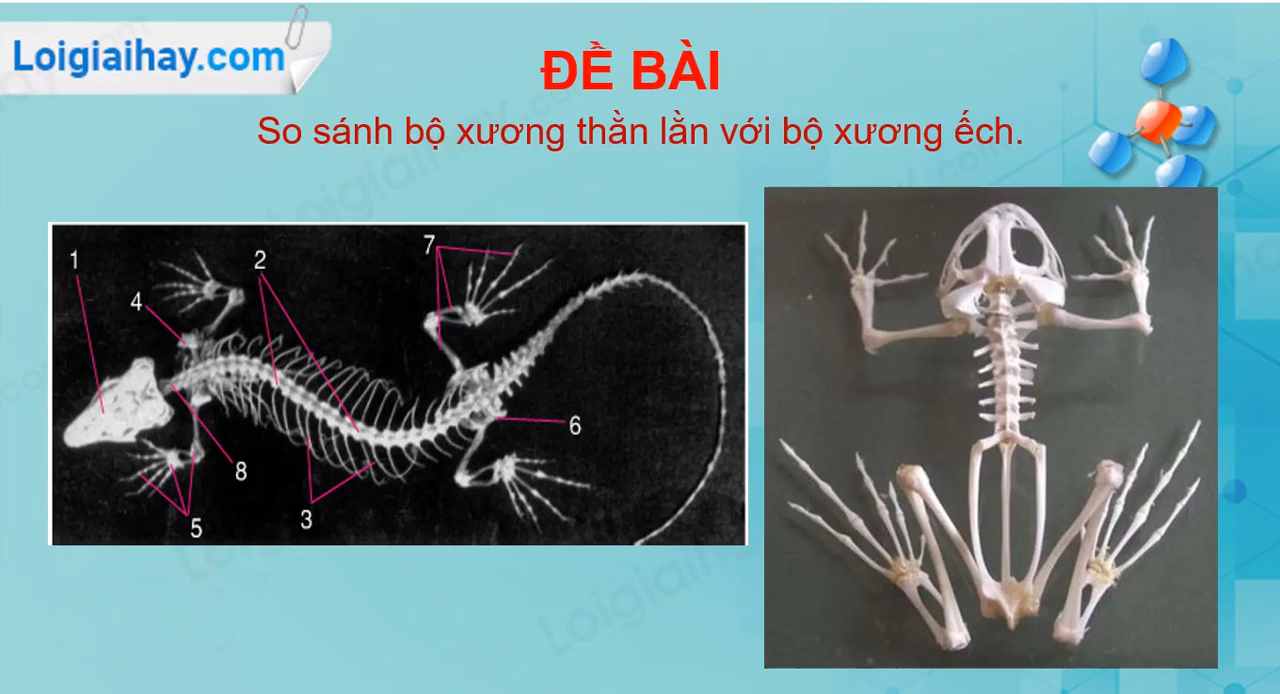 Loigiaihay.com
ĐỀ BÀI
So sánh bộ xương thằn lằn với bộ xương ếch.
1
2
7
4
6
8
3
5